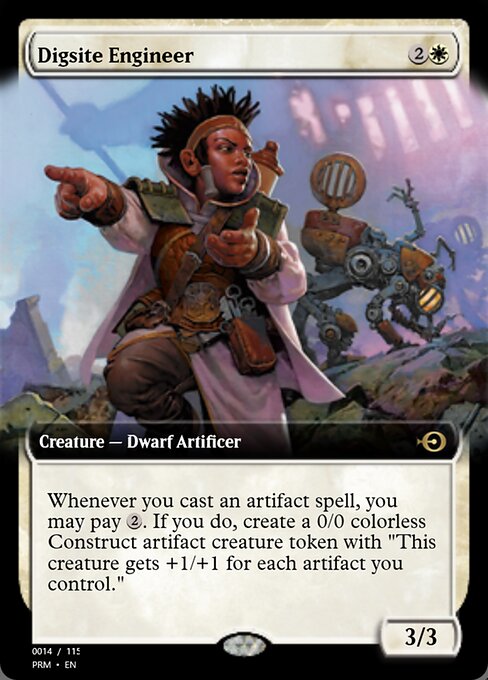 Digsite Engineer 2
Creature — Dwarf Artificer
Whenever you cast an artifact spell, you
may pay 2. If you do, create a 0/0 colorless
Construct artifact creature token with "This
creature gets +1/+1 for each artifact you
control."
3/3
0014 / 115
PRM • EN